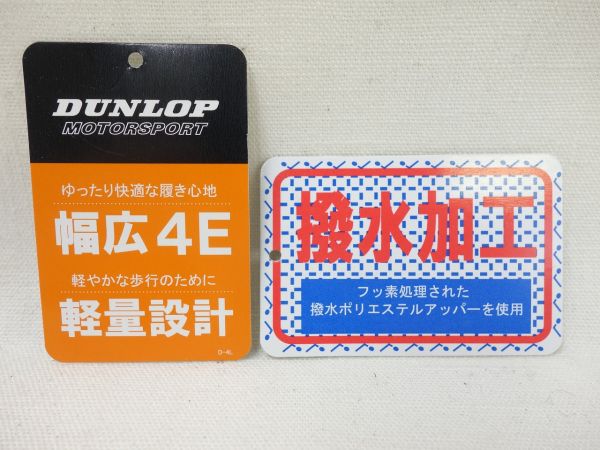 DUNLOP
MOTORSPORT
ゆったり快適な履き心地
幅広4E
軽やかな歩行のために
軽量設計
D-4L
撥水加工
フッ素処理された
撥水ポリエステルアッパーを使用